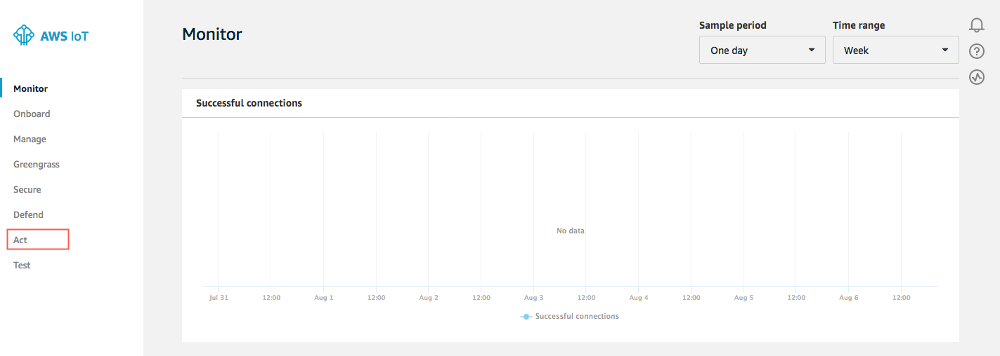 AWS IoT
Monitor
Onboard
Manage
Greengrass
Secure
Defend
Act
Test
Monitor
Sample period
Time range
One day
Week
Successful connections
No data
Jul 31 12:00 Aug 1 12:00 Aug 2 12:00 Aug 3 12:00 Aug 4 12:00 Aug 5 12:00 Aug 6 12:00
Successful connections